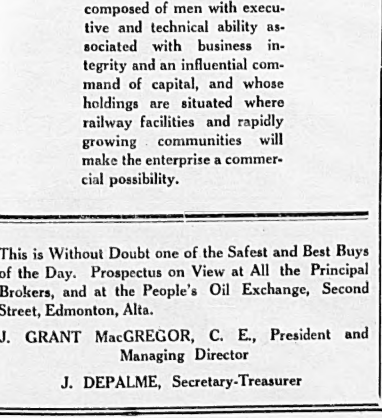 composed of men with execu-
tive and technical ability as-
sociated with business in-
tegrity and an influential com-
mand of capital, and whose
holdings are situated where
railway facilities and rapidly
growing communities will
make the enterprise a commer-
cial possibility.
This is Without Doubt one of the Safest and Best Buys
of the Day. Prospectus on View at All the Principal
Brokers, and at the People's Oil Exchange, Second
Street, Edmonton, Alta.
J. GRANT MacGREGOR, C. E., President and
Managing Director
J. DEPALME, Secretary-Treasurer